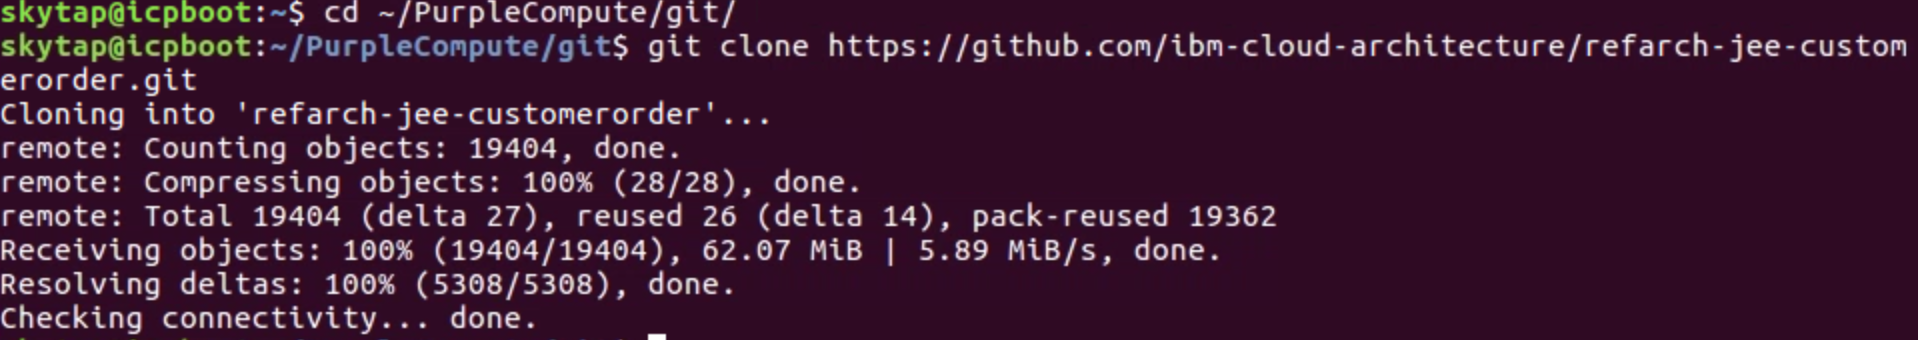 skytap@icpboot:~$ cd ~/PurpleCompute/git/
skytap@icpboot:~/PurpleCompute/git$ git clone https://github.com/ibm-cloud-architecture/refarch-jee-custom
erorder.git
Cloning into 'refarch-jee-customerorder'...
remote: Counting objects: 19404, done.
remote: Compressing objects: 100% (28/28), done.
remote: Total 19404 (delta 27), reused 26 (delta 14), pack-reused 19362
Receiving objects: 100% (19404/19404), 62.07 MiB | 5.89 MiB/s, done.
Resolving deltas: 100% (5308/5308), done.
Checking connectivity... done.